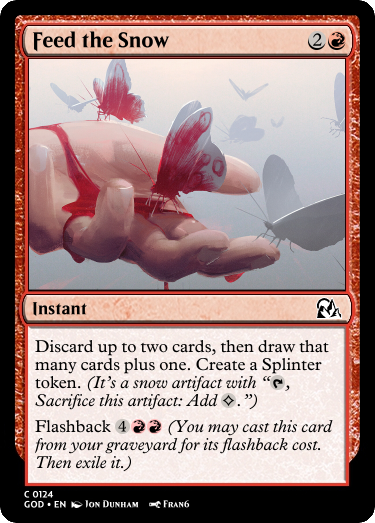 Feed the Snow 2
Instant
Discard up to two cards, then draw that
many cards plus one. Create a Splinter
token. (It's a snow artifact with “,
Sacrifice this artifact: Add .”)
Flashback 4 (You may cast this card
from your graveyard for its flashback cost.
Then exile it.)
C 0124
GOD • EN Jon Dunham Fran6